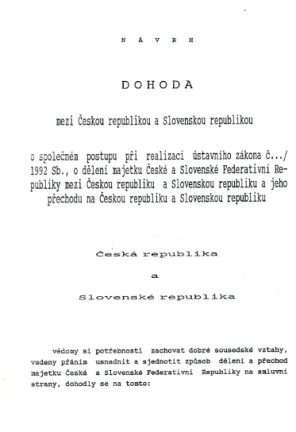 N Á V R H
D O H O D A
mezi Českou republikou a Slovenskou republikou
o společném postupu při realizaci ústavního zákona č.../
1992 Sb., o dělení majetku České a Slovenské Federativní Re-
publiky mezi Českou republiku a Slovenskou republiku a jeho
přechodu na Českou republiku a Slovenskou republiku
Česká republika
a
Slovenská republika
vědomy si potřebnosti zachovat dobré sousedské vztahy,
vedeny přáním usnadnit a sjednotit způsob dělení a přechod
majetku České a Slovenské Federativní Republiky na smluvní
strany, dohodly se na tomto: